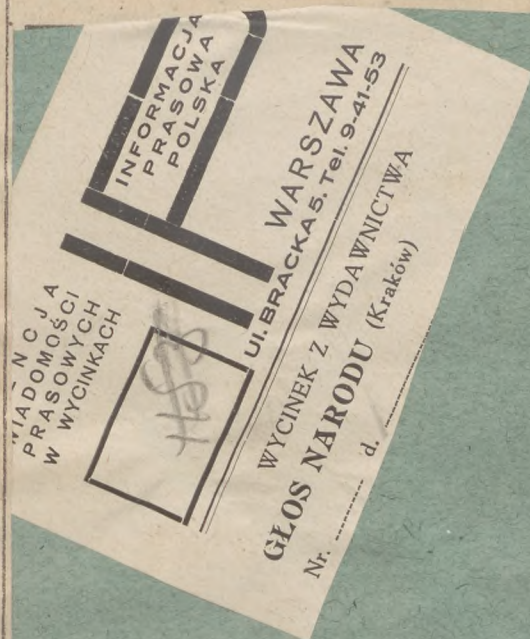 INFORMACJA
PRASOWA
POLSKA
WIADOMOŚCI
PRASOWYCH
W WYCINKACH
WARSZAWA
Ul. BRACKA 5. Tel. 9-41-53
WYCINEK Z WYDAWNICTWA
GŁOS NARODU (Kraków)
Nr. d.